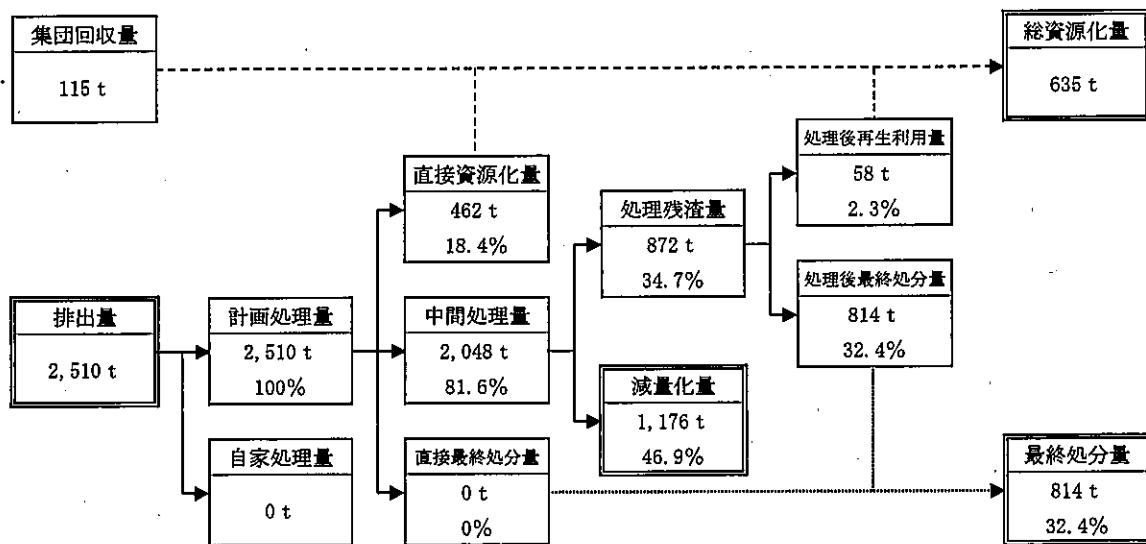 集団回収量
115 t
総資源化量
635 t
処理後再生利用量
58 t
2.3%
直接資源化量
462 t
18.4%
処理残渣量
872 t
34.7%
処理後最終処分量
814 t
32.4%
排出量
2,510 t
計画処理量
2,510 t
100%
中間処理量
2,048 t
81.6%
減量化量
1,176 t
46.9%
自家処理量
0 t
直接最終処分量
0 t
0%
最終処分量
814 t
32.4%